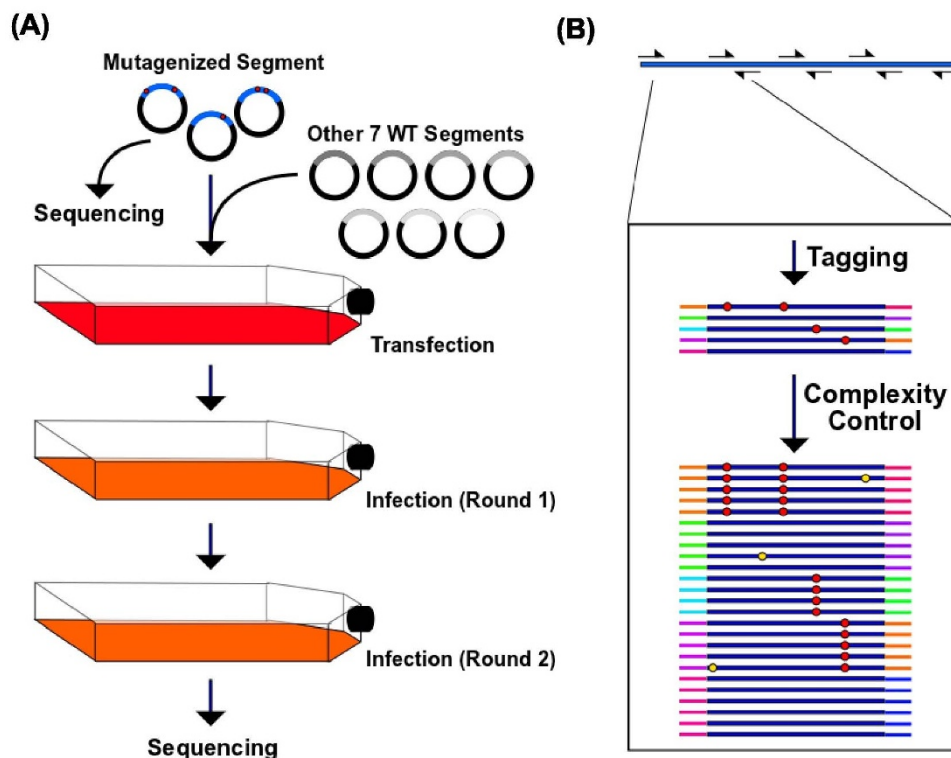 (A)
Mutagenized Segment
Other 7 WT Segments
Sequencing
Transfection
Infection (Round 1)
Infection (Round 2)
Sequencing
(B)
Tagging
Complexity
Control